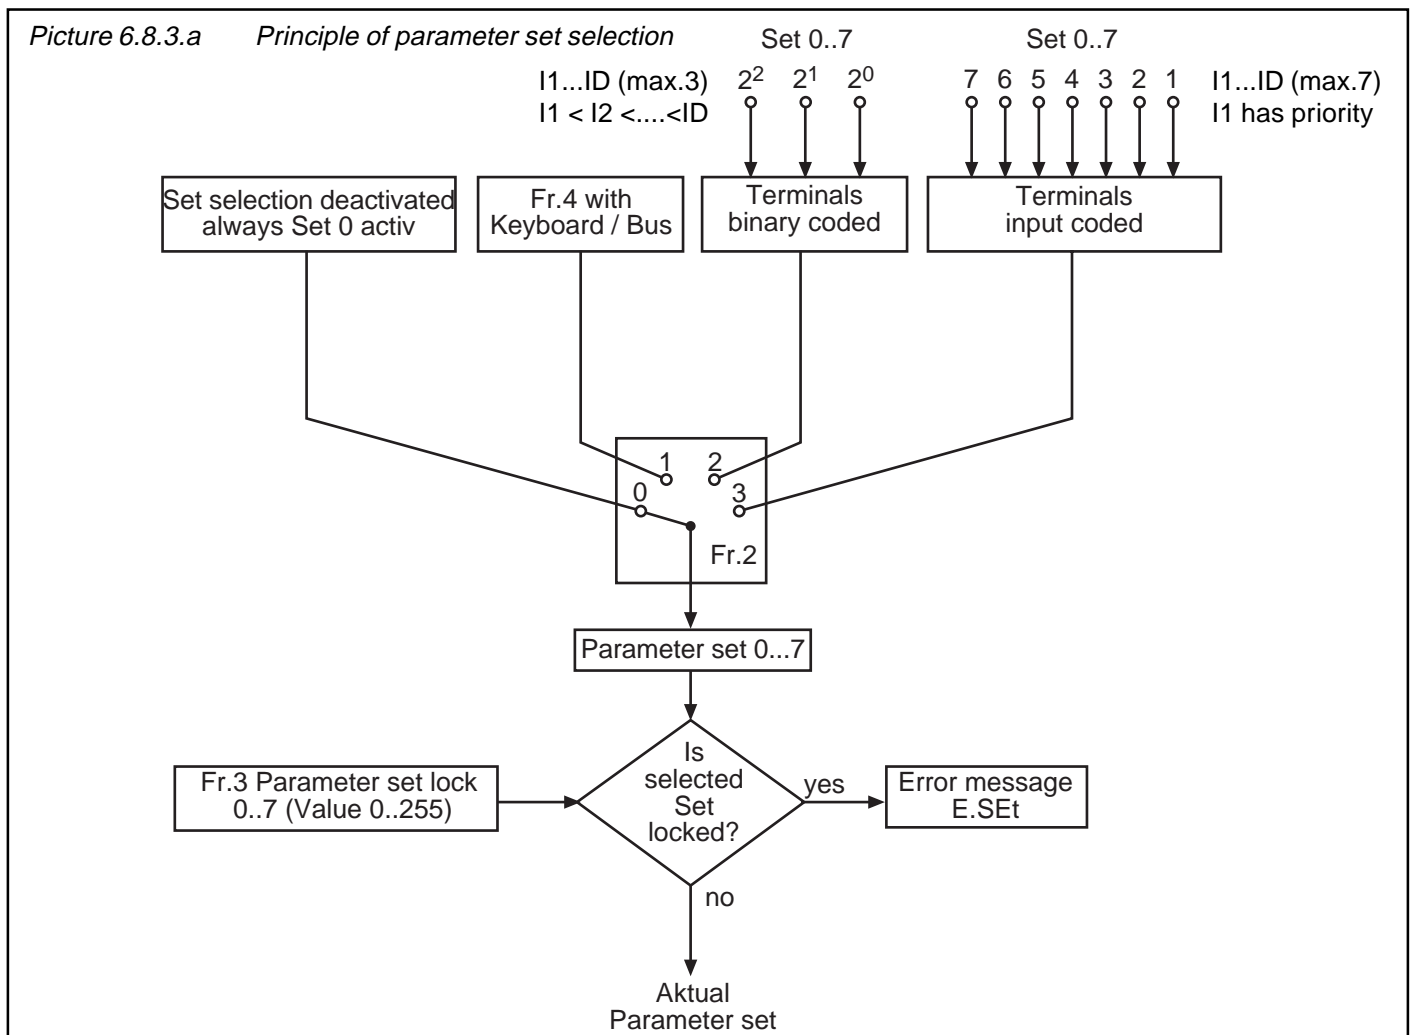 Picture 6.8.3.a Principle of parameter set selection
Set 0..7
Set 0..7
I1...ID (max.3)
I1 < I2 <....<ID
2² 2¹ 2⁰
7 6 5 4 3 2 1
I1...ID (max.7)
I1 has priority
Set selection deactivated
always Set 0 activ
Fr.4 with
Keyboard / Bus
Terminals
binary coded
Terminals
input coded
1 2
0 3
Fr.2
Parameter set 0...7
Fr.3 Parameter set lock
0..7 (Value 0..255)
Is
selected
Set
locked?
yes
Error message
E.SEt
no
Aktual
Parameter set